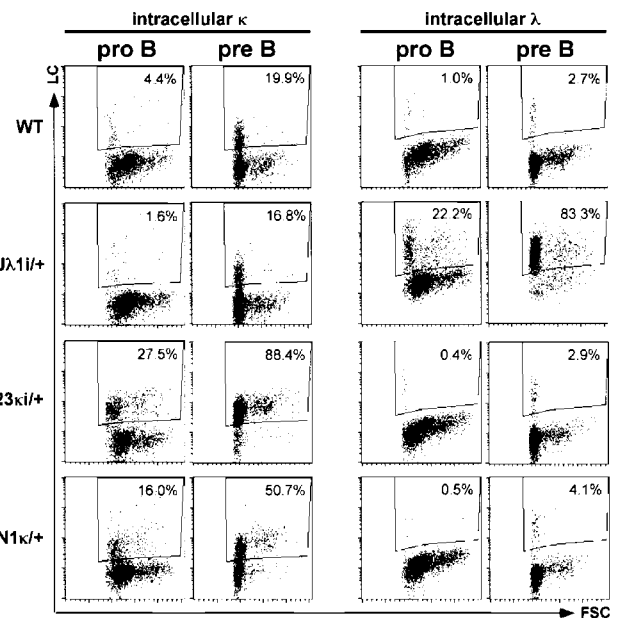 intracellular κ intracellular λ
pro B pre B pro B pre B
LC
WT 4.4% 19.9% 1.0% 2.7%
Jλ1i/+ 1.6% 16.8% 22.2% 83.3%
23κi/+ 27.5% 88.4% 0.4% 2.9%
N1κ/+ 16.0% 50.7% 0.5% 4.1%
FSC